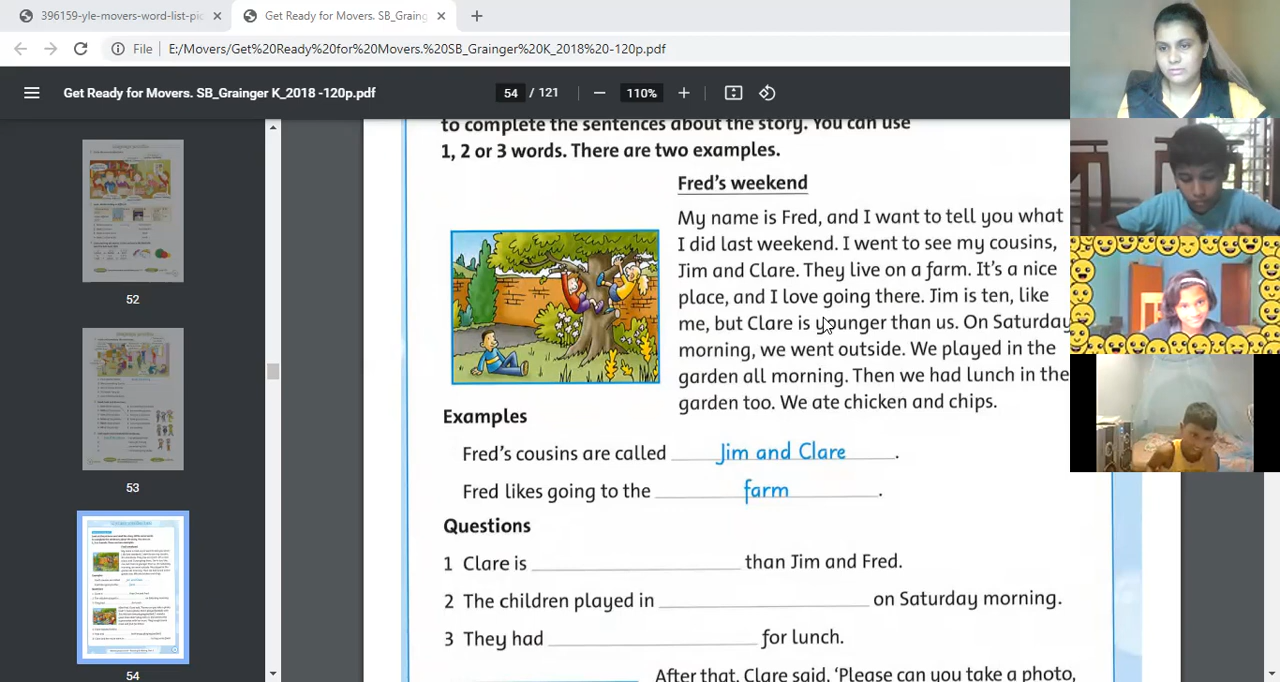 396159-yle-movers-word-list-pic
Get Ready for Movers. SB_Graing
File
E:/Movers/Get%20Ready%20for%20Movers.%20SB_Grainger%20K_2018%20-120p.pdf
Get Ready for Movers. SB_Grainger K_2018 -120p.pdf
54 / 121
110%
to complete the sentences about the story. You can use
1, 2 or 3 words. There are two examples.
Fred's weekend
My name is Fred, and I want to tell you what
I did last weekend. I went to see my cousins,
Jim and Clare. They live on a farm. It's a nice
place, and I love going there. Jim is ten, like
me, but Clare is younger than us. On Saturday
morning, we went outside. We played in the
garden all morning. Then we had lunch in the
garden too. We ate chicken and chips.
Examples
Fred's cousins are called Jim and Clare.
Fred likes going to the farm.
Questions
1 Clare is ____ than Jim and Fred.
2 The children played in ____ on Saturday morning.
3 They had ____ for lunch.
After that, Clare said, 'Please can you take a photo,
52
53
54